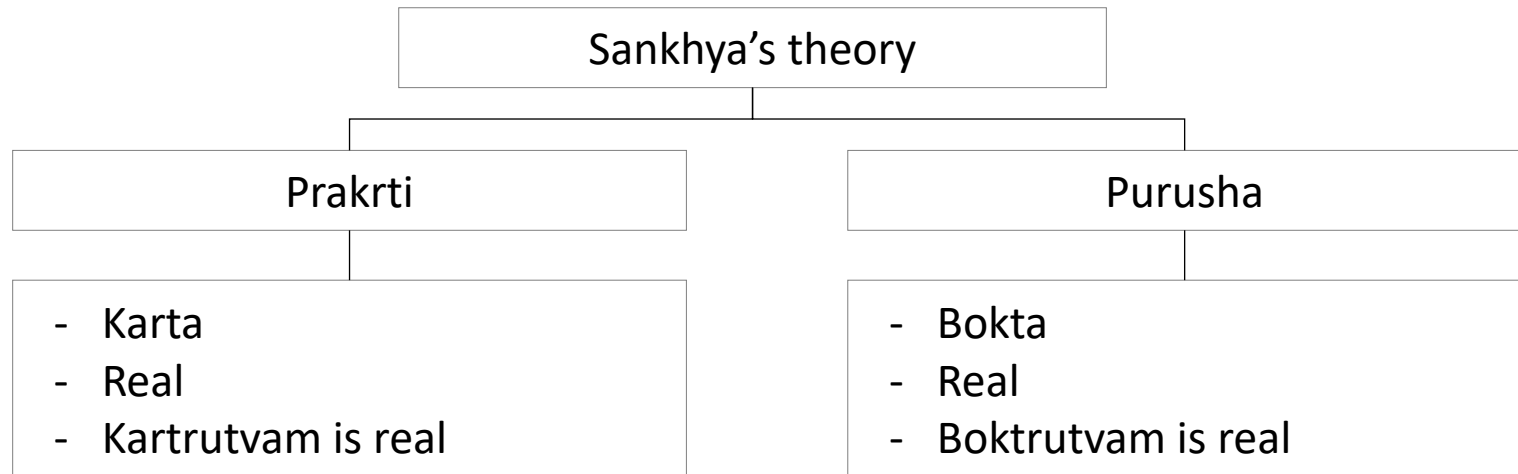 Sankhya’s theory
Prakrti
Purusha
- Karta
- Real
- Kartrutvam is real
- Bokta
- Real
- Boktrutvam is real